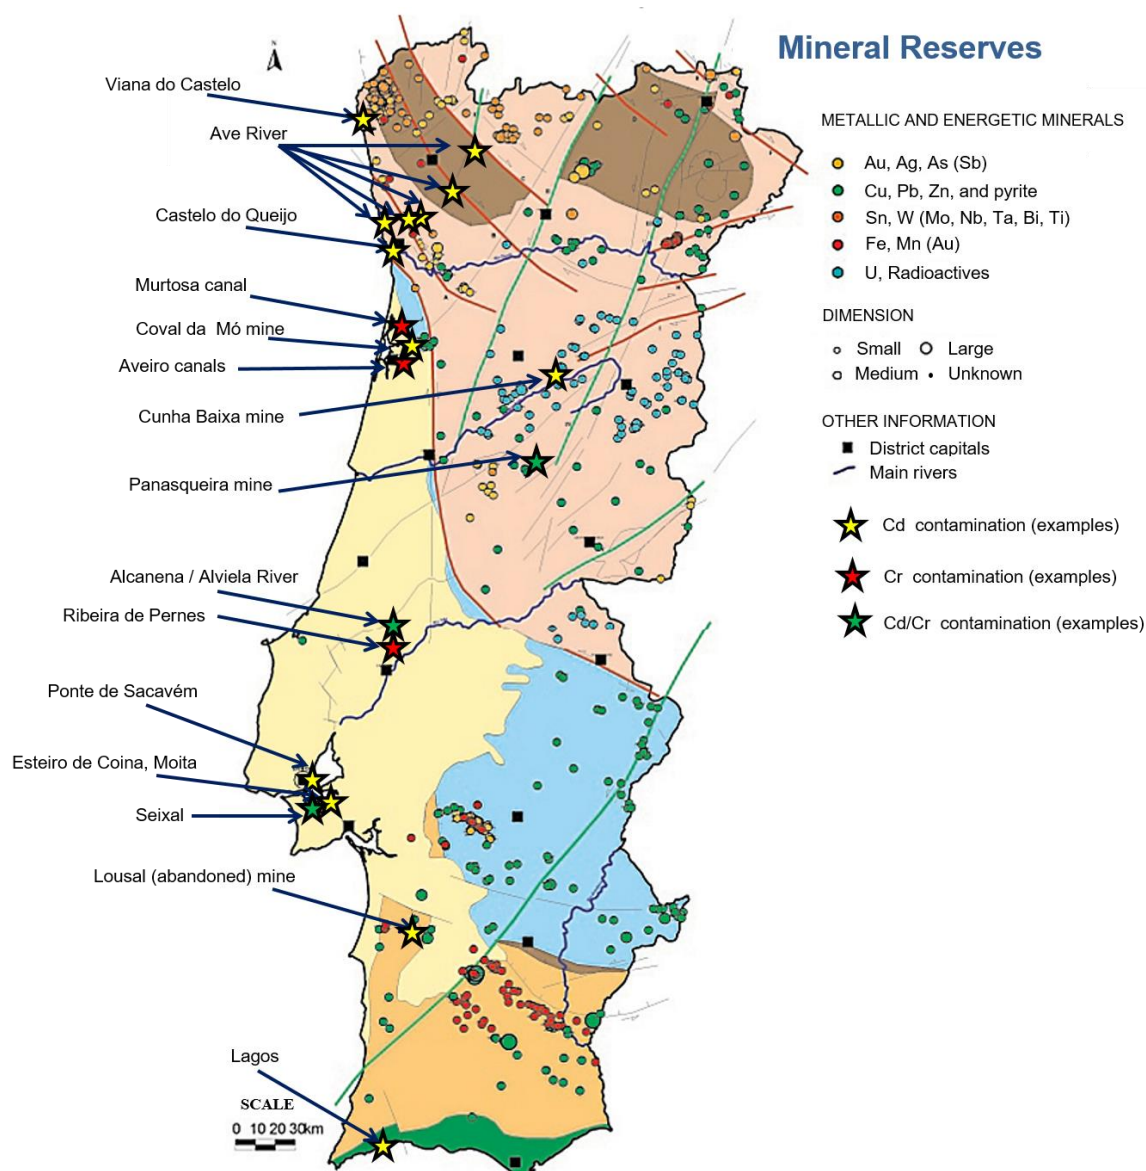 Mineral Reserves
N
Viana do Castelo
Ave River
Castelo do Queijo
Murtosa canal
Coval da Mó mine
Aveiro canals
Cunha Baixa mine
Panasqueira mine
Alcanena / Alviela River
Ribeira de Pernes
Ponte de Sacavém
Esteiro de Coina, Moita
Seixal
Lousal (abandoned) mine
Lagos
SCALE
0 10 20 30km
METALLIC AND ENERGETIC MINERALS
Au, Ag, As (Sb)
Cu, Pb, Zn, and pyrite
Sn, W (Mo, Nb, Ta, Bi, Ti)
Fe, Mn (Au)
U, Radioactives
DIMENSION
Small Large
Medium Unknown
OTHER INFORMATION
District capitals
Main rivers
Cd contamination (examples)
Cr contamination (examples)
Cd/Cr contamination (examples)